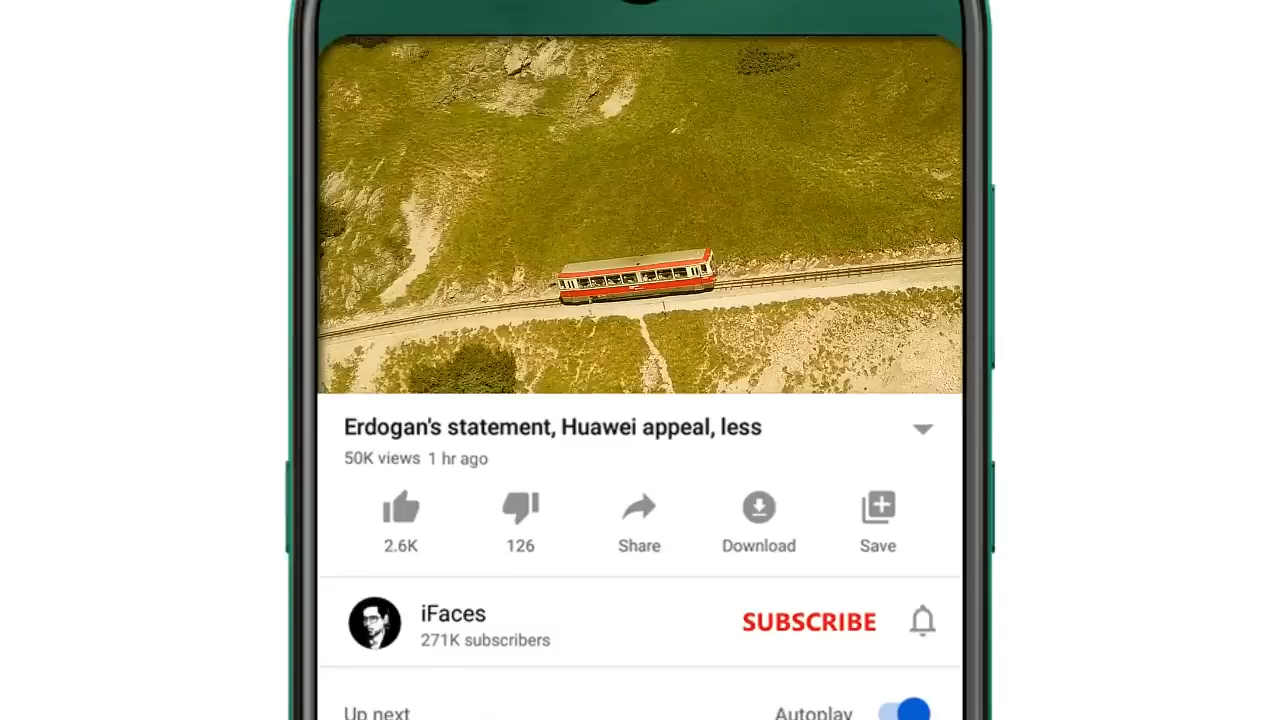 Erdogan's statement, Huawei appeal, less
50K views 1 hr ago
2.6K
126
Share
Download
Save
iFaces
SUBSCRIBE
271K subscribers
Up next
Autoplay